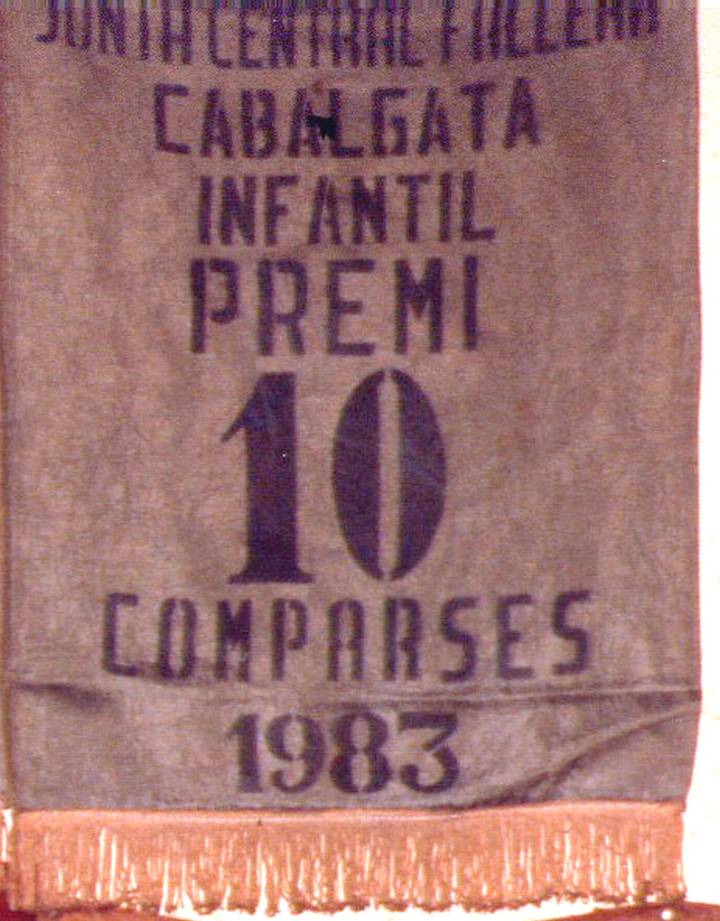 JUNTA CENTRAL FALLERA
CABALGATA
INFANTIL
PREMI
10
COMPARSES
1983